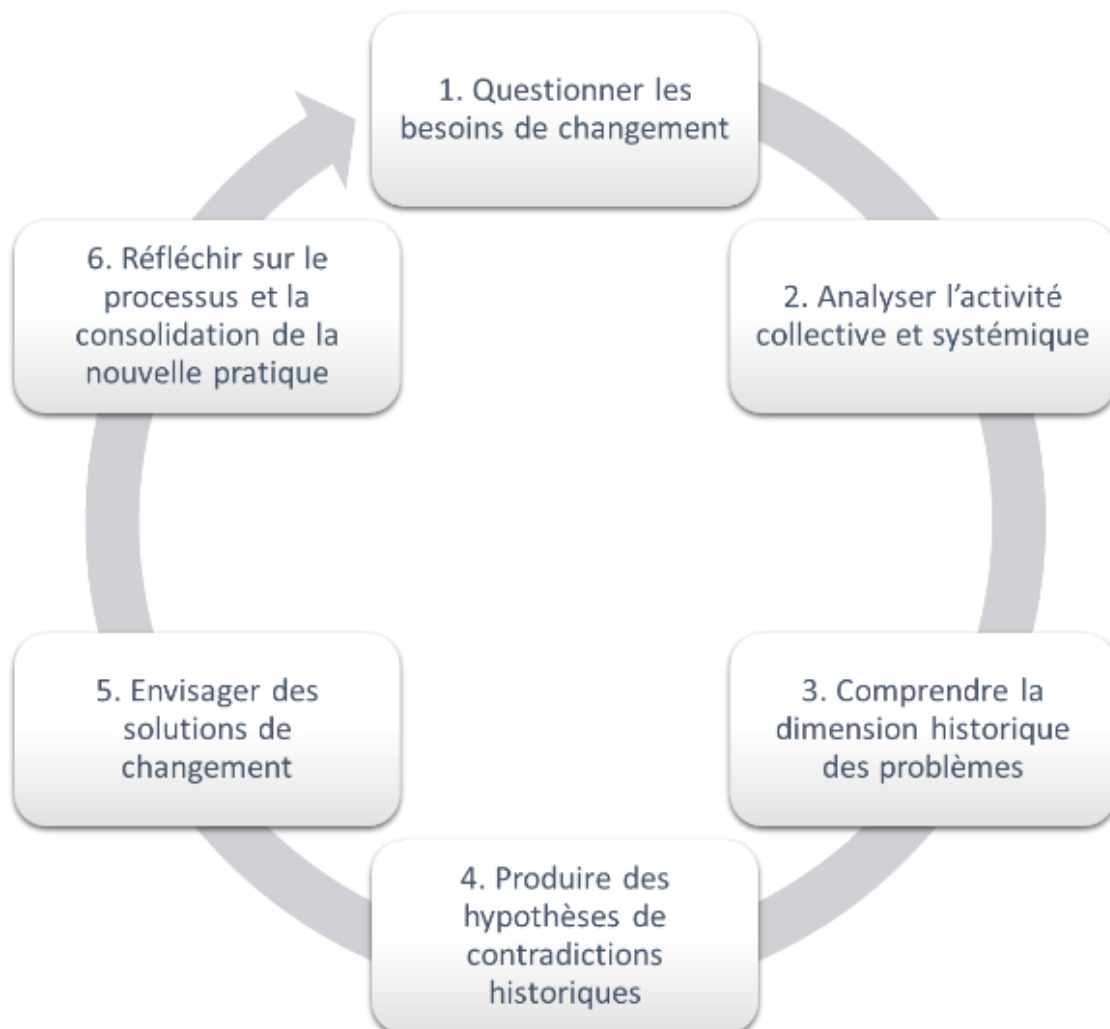 1. Questionner les
besoins de changement
2. Analyser l’activité
collective et systémique
3. Comprendre la
dimension historique
des problèmes
4. Produire des
hypothèses de
contradictions
historiques
5. Envisager des
solutions de
changement
6. Réfléchir sur le
processus et la
consolidation de la
nouvelle pratique